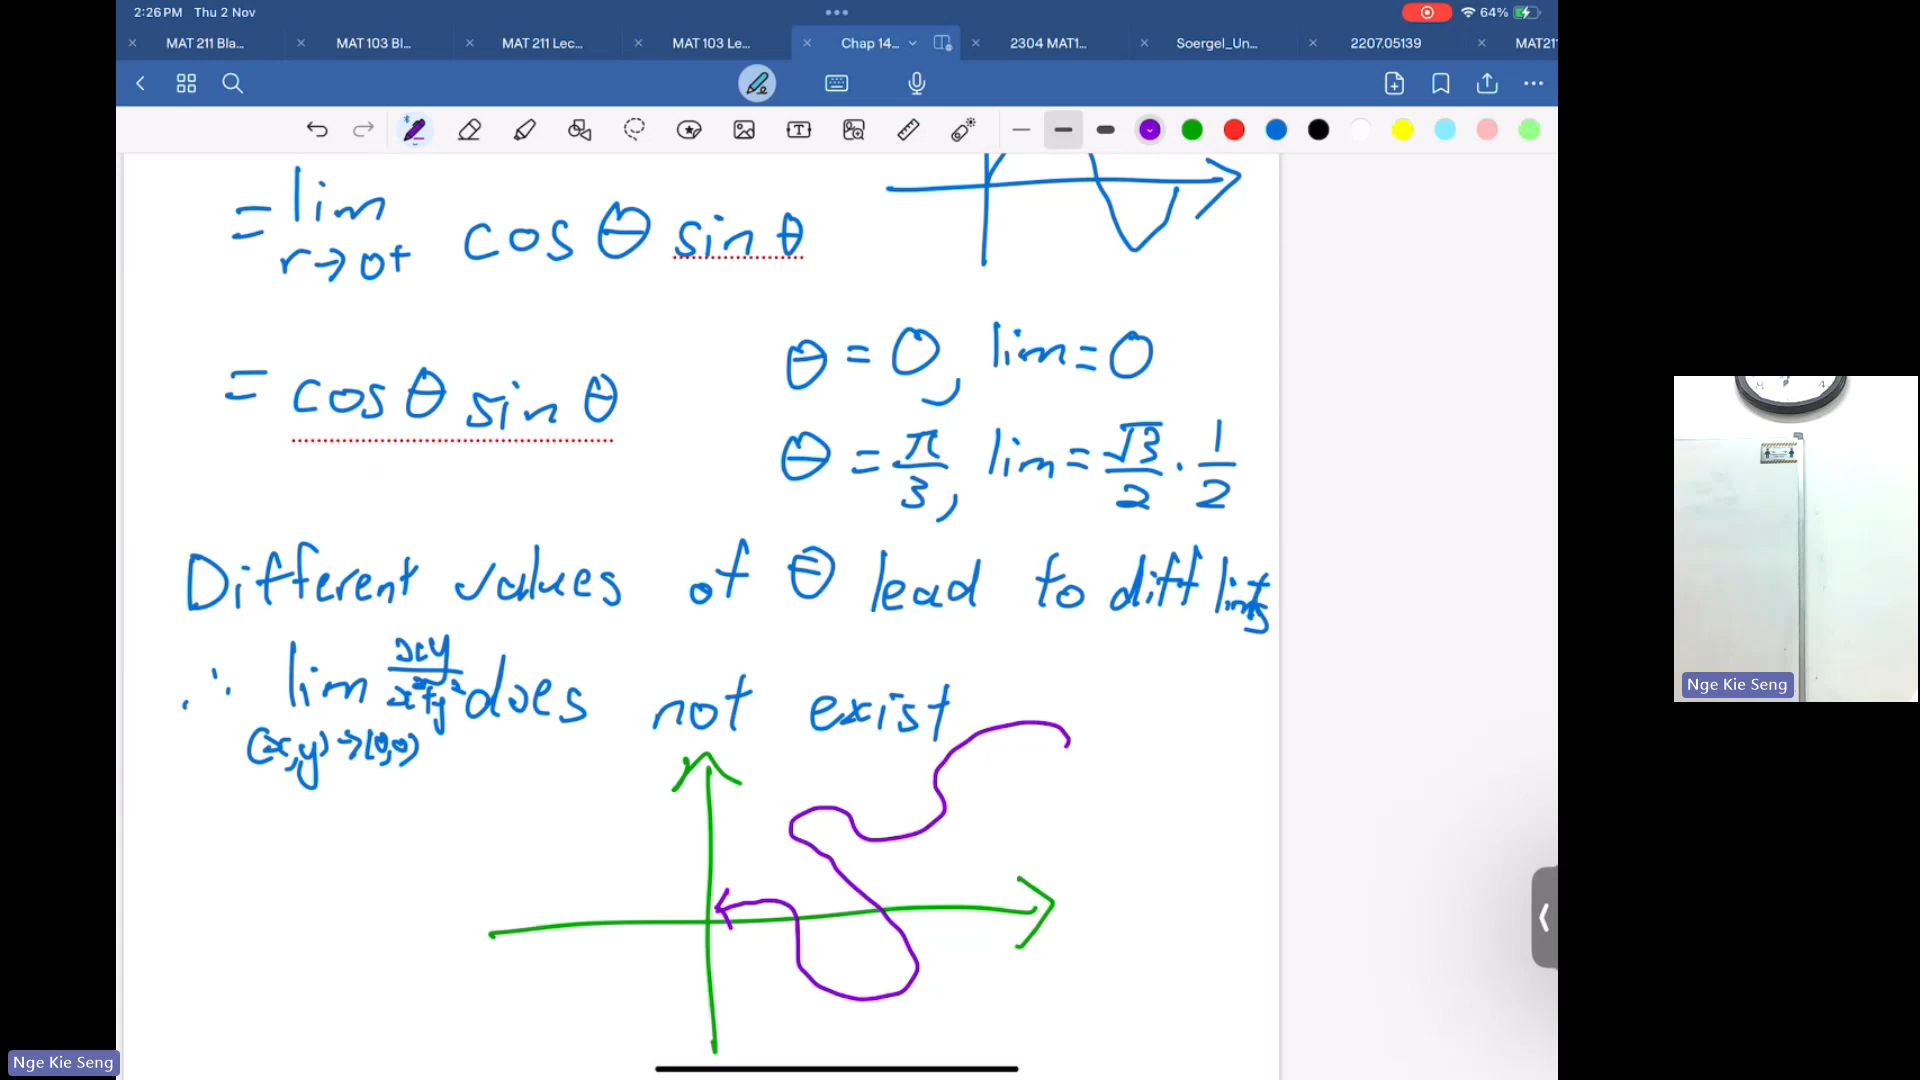 2:26 PM Thu 2 Nov
64%
MAT 211 Bla...
MAT 103 Bl...
MAT 211 Lec...
MAT 103 Le...
Chap 14...
2304 MAT1...
Soergel_Un...
2207.05139
MAT21
= lim r→0+ cos θ sin θ
= cos θ sin θ
θ = 0, lim = 0
θ = π/3, lim = √3/2 · 1/2
Different values of θ lead to diff limits
∴ lim (x,y)→(0,0) xy/x²+y² does not exist
8 4
Nge Kie Seng
Nge Kie Seng